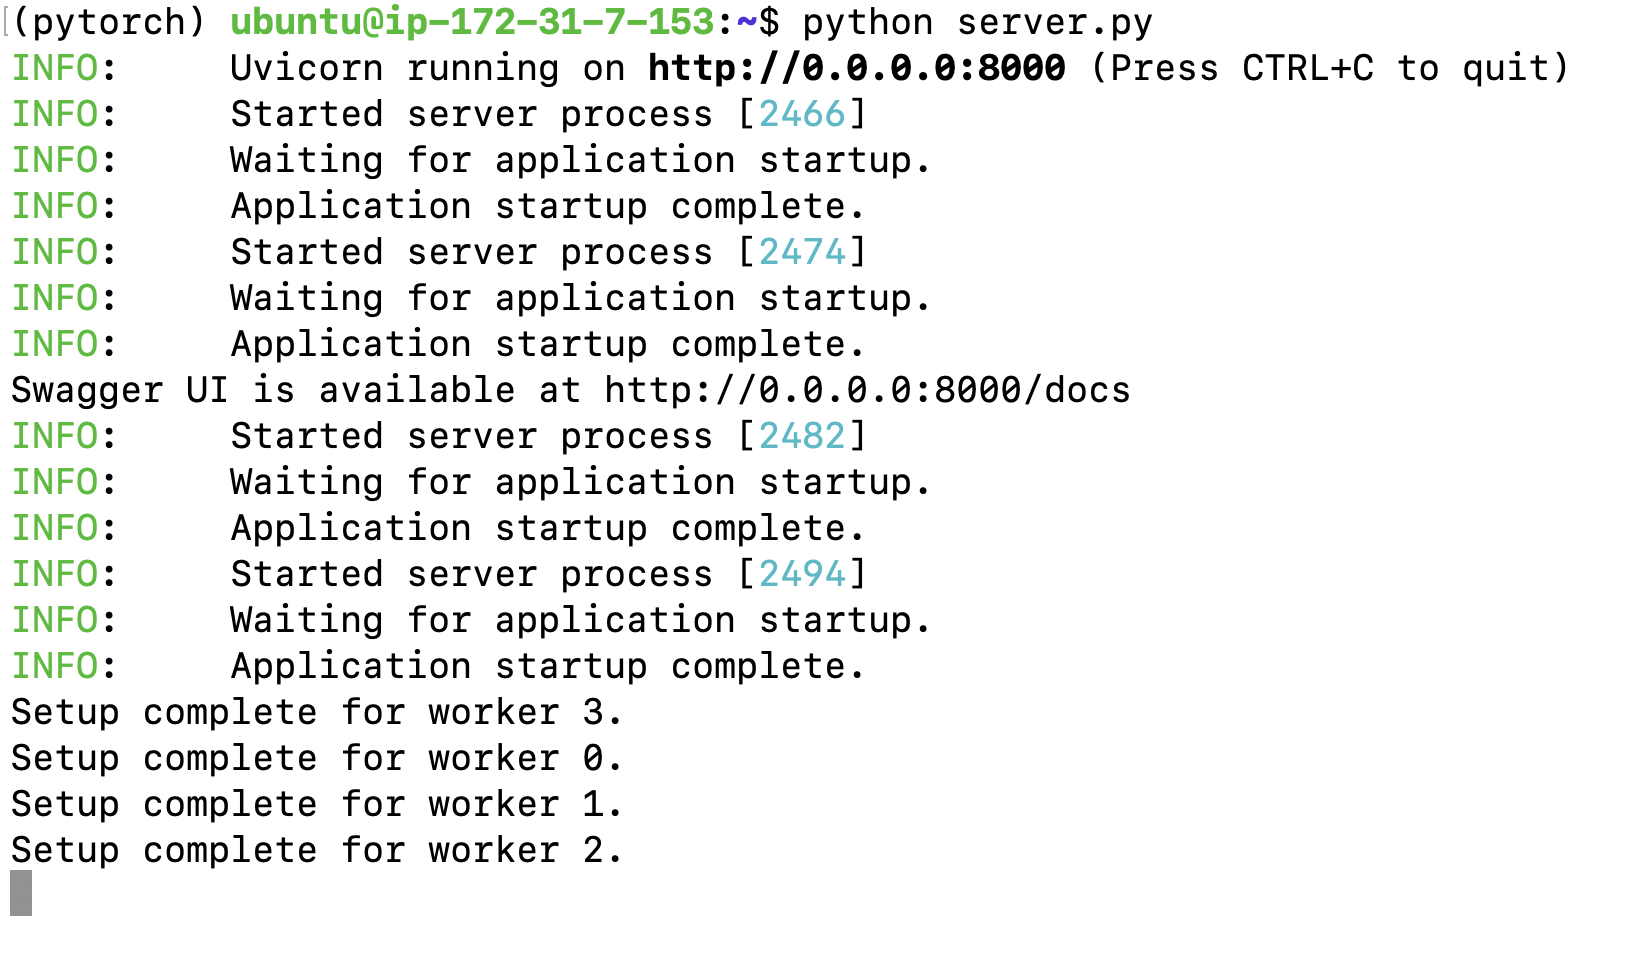 (pytorch) ubuntu@ip-172-31-7-153:~$ python server.py
INFO:     Uvicorn running on http://0.0.0.0:8000 (Press CTRL+C to quit)
INFO:     Started server process [2466]
INFO:     Waiting for application startup.
INFO:     Application startup complete.
INFO:     Started server process [2474]
INFO:     Waiting for application startup.
INFO:     Application startup complete.
Swagger UI is available at http://0.0.0.0:8000/docs
INFO:     Started server process [2482]
INFO:     Waiting for application startup.
INFO:     Application startup complete.
INFO:     Started server process [2494]
INFO:     Waiting for application startup.
INFO:     Application startup complete.
Setup complete for worker 3.
Setup complete for worker 0.
Setup complete for worker 1.
Setup complete for worker 2.